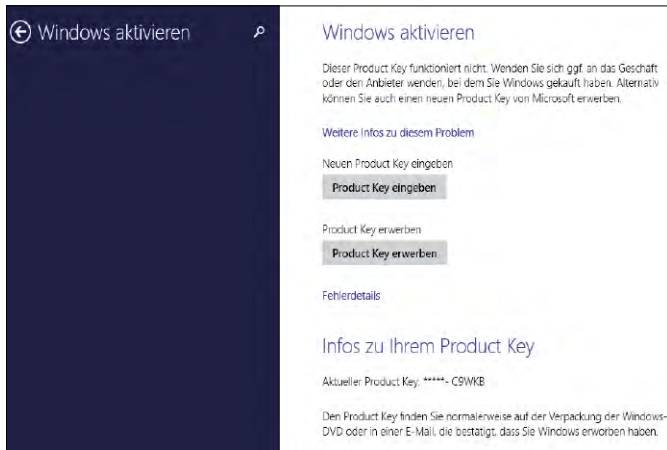 Windows aktivieren
Windows aktivieren
Dieser Product Key funktioniert nicht. Wenden Sie sich ggf. an das Geschäft
oder den Anbieter wenden, bei dem Sie Windows gekauft haben. Alternativ
können Sie auch einen neuen Product Key von Microsoft erwerben.
Weitere Infos zu diesem Problem
Neuen Product Key eingeben
Product Key eingeben
Product Key erwerben
Product Key erwerben
Fehlerdetails
Infos zu Ihrem Product Key
Aktueller Product Key: *****- C9WKB
Den Product Key finden Sie normalerweise auf der Verpackung der Windows-
DVD oder in einer E-Mail, die bestätigt, dass Sie Windows erworben haben.